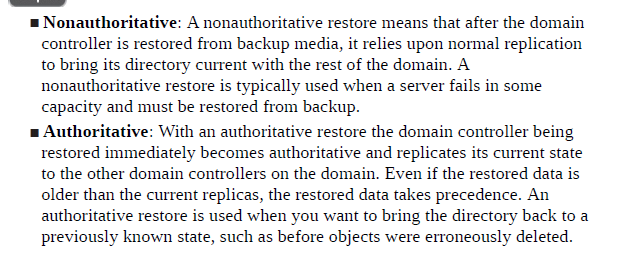 ■ Nonauthoritative: A nonauthoritative restore means that after the domain
controller is restored from backup media, it relies upon normal replication
to bring its directory current with the rest of the domain. A
nonauthoritative restore is typically used when a server fails in some
capacity and must be restored from backup.
■ Authoritative: With an authoritative restore the domain controller being
restored immediately becomes authoritative and replicates its current state
to the other domain controllers on the domain. Even if the restored data is
older than the current replicas, the restored data takes precedence. An
authoritative restore is used when you want to bring the directory back to a
previously known state, such as before objects were erroneously deleted.